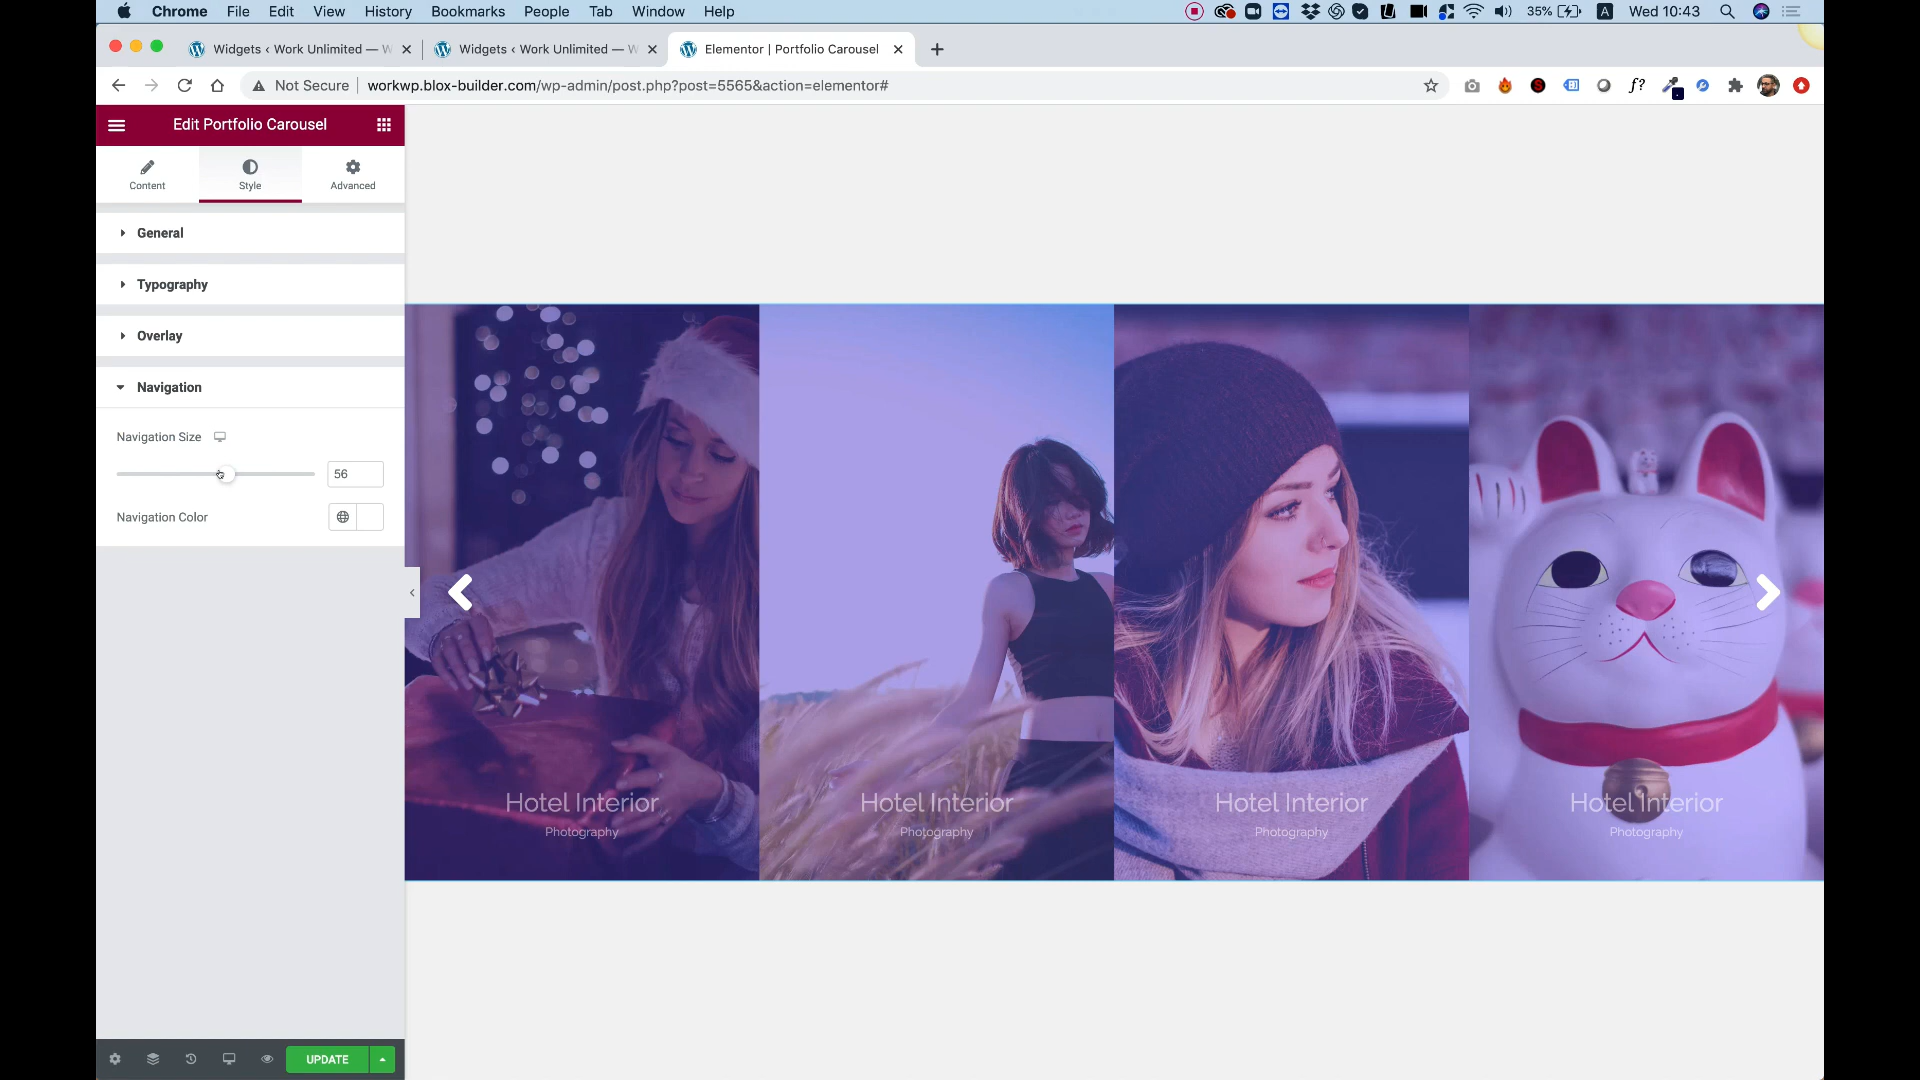 Chrome File Edit View History Bookmarks People Tab Window Help
35% A Wed 10:43
Widgets ‹ Work Unlimited — W
Widgets ‹ Work Unlimited — W
Elementor | Portfolio Carousel
Not Secure workwp.blox-builder.com/wp-admin/post.php?post=5565&action=elementor#
f?
Edit Portfolio Carousel
Content Style Advanced
General
Typography
Overlay
Navigation
Navigation Size
56
Navigation Color
Hotel Interior
Photography
Hotel Interior
Photography
Hotel Interior
Photography
Hotel Interior
Photography
UPDATE